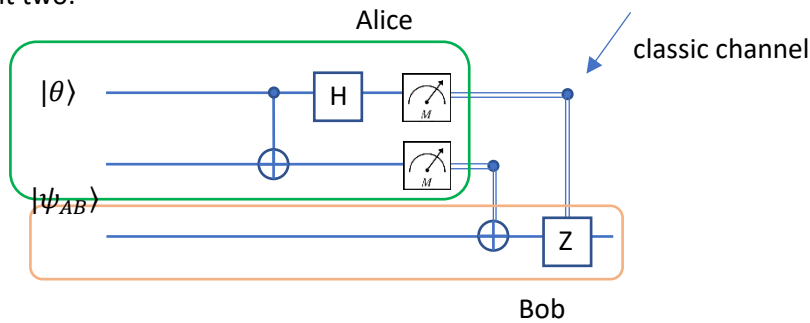 Alice
classic channel
|θ⟩
H
M
M
|ψ_AB⟩
Z
Bob